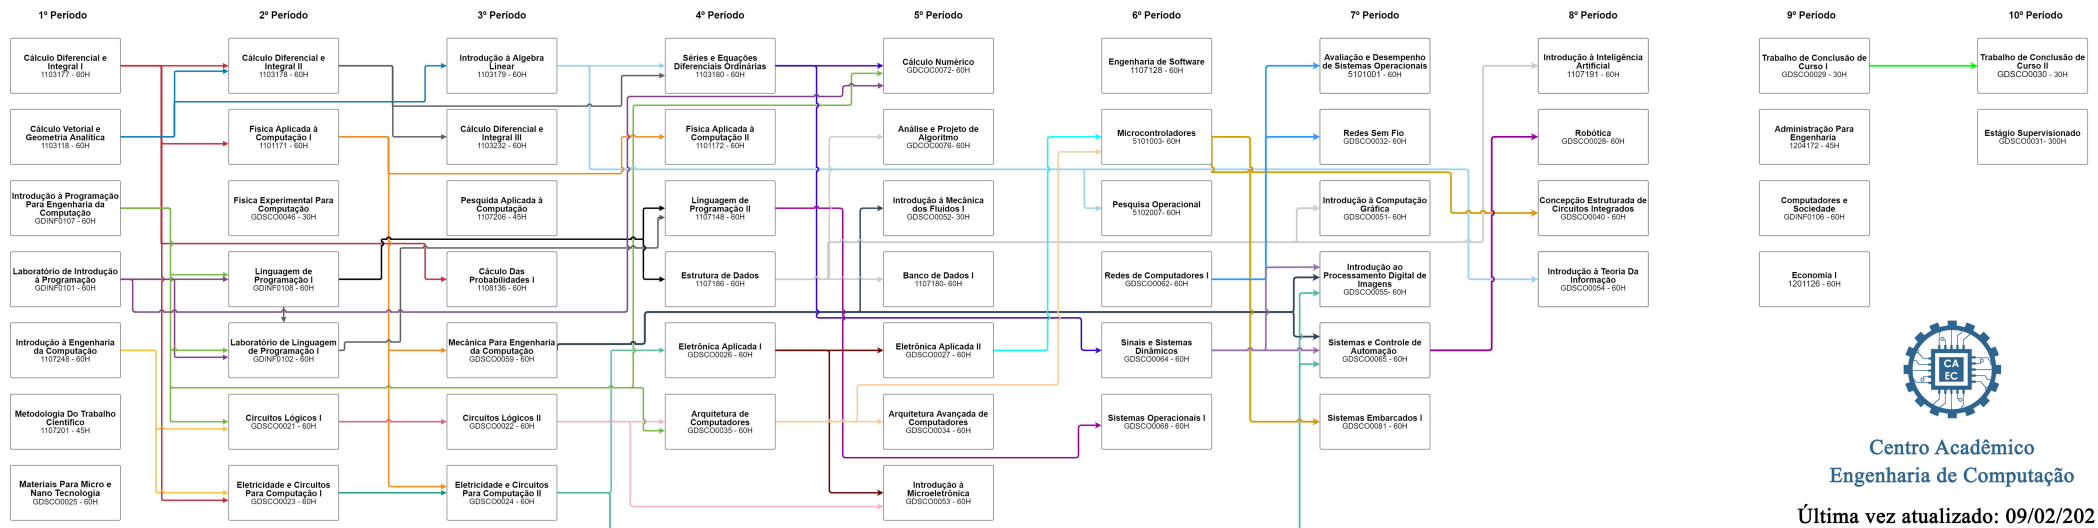 1º Período
2º Período
3º Período
4º Período
5º Período
6º Período
7º Período
8º Período
9º Período
10º Período
Cálculo Diferencial e
Integral I
1103177 - 60H
Cálculo Vetorial e
Geometria Analítica
1103118 - 60H
Introdução à Programação
Para Engenharia da
Computação
GDINF0107 - 60H
Laboratório de Introdução
à Programação
GDINF0101 - 60H
Introdução à Engenharia
da Computação
1107248 - 60H
Metodologia Do Trabalho
Científico
1107201 - 45H
Materiais Para Micro e
Nano Tecnologia
GDSCO0025 - 60H
Cálculo Diferencial e
Integral II
1103178 - 60H
Física Aplicada à
Computação I
1101171 - 60H
Física Experimental Para
Computação
GDSCO0046 - 30H
Linguagem de
Programação I
GDINF0108 - 60H
Laboratório de Linguagem
de Programação I
GDINF0102 - 60H
Circuitos Lógicos I
GDSCO0021 - 60H
Eletricidade e Circuitos
Para Computação I
GDSCO0023 - 60H
Introdução à Algebra
Linear
1103179 - 60H
Cálculo Diferencial e
Integral III
1103232 - 60H
Pesquida Aplicada à
Computação
1107206 - 45H
Cáculo Das
Probabilidades I
1108136 - 60H
Mecânica Para Engenharia
da Computação
GDSCO0059 - 60H
Circuitos Lógicos II
GDSCO0022 - 60H
Eletricidade e Circuitos
Para Computação II
GDSCO0024 - 60H
Séries e Equações
Diferenciais Ordinárias
1103180 - 60H
Física Aplicada à
Computação II
1101172 - 60H
Linguagem de
Programação II
1107148 - 60H
Estrutura de Dados
1107186 - 60H
Eletrônica Aplicada I
GDSCO0026 - 60H
Arquitetura de
Computadores
GDSCO0035 - 60H
Cálculo Numérico
GDCOC0072- 60H
Análise e Projeto de
Algoritmo
GDCOC0076- 60H
Introdução à Mecânica
dos Fluídos I
GDSCO0052- 30H
Banco de Dados I
1107180- 60H
Eletrônica Aplicada II
GDSCO0027 - 60H
Arquitetura Avançada de
Computadores
GDSCO0034 - 60H
Introdução à
Microeletrônica
GDSCO0053 - 60H
Engenharia de Software
1107128 - 60H
Microcontroladores
5101003- 60H
Pesquisa Operacional
5102007- 60H
Redes de Computadores I
GDSCO0062- 60H
Sinais e Sistemas
Dinâmicos
GDSCO0064 - 60H
Sistemas Operacionais I
GDSCO0068 - 60H
Avaliação e Desempenho
de Sistemas Operacionais
5101001 - 60H
Redes Sem Fio
GDSCO0032- 60H
Introdução à Computação
Gráfica
GDSCO0051- 60H
Introdução ao
Processamento Digital de
Imagens
GDSCO0055- 60H
Sistemas e Controle de
Automação
GDSCO0065 - 60H
Sistemas Embarcados I
GDSCO0081 - 60H
Introdução à Inteligência
Artificial
1107191 - 60H
Robótica
GDSCO0028- 60H
Concepção Estruturada de
Circuitos Integrados
GDSCO0040 - 60H
Introdução à Teoria Da
Informação
GDSCO0054 - 60H
Trabalho de Conclusão de
Curso I
GDSCO0029 - 30H
Administração Para
Engenharia
1204172 - 45H
Computadores e
Sociedade
GDINF0106 - 60H
Economia I
1201126 - 60H
Trabalho de Conclusão de
Curso II
GDSCO0030 - 30H
Estágio Supervisionado
GDSCO0031- 300H
CA
EC
Centro Acadêmico
Engenharia de Computação
Última vez atualizado: 09/02/202